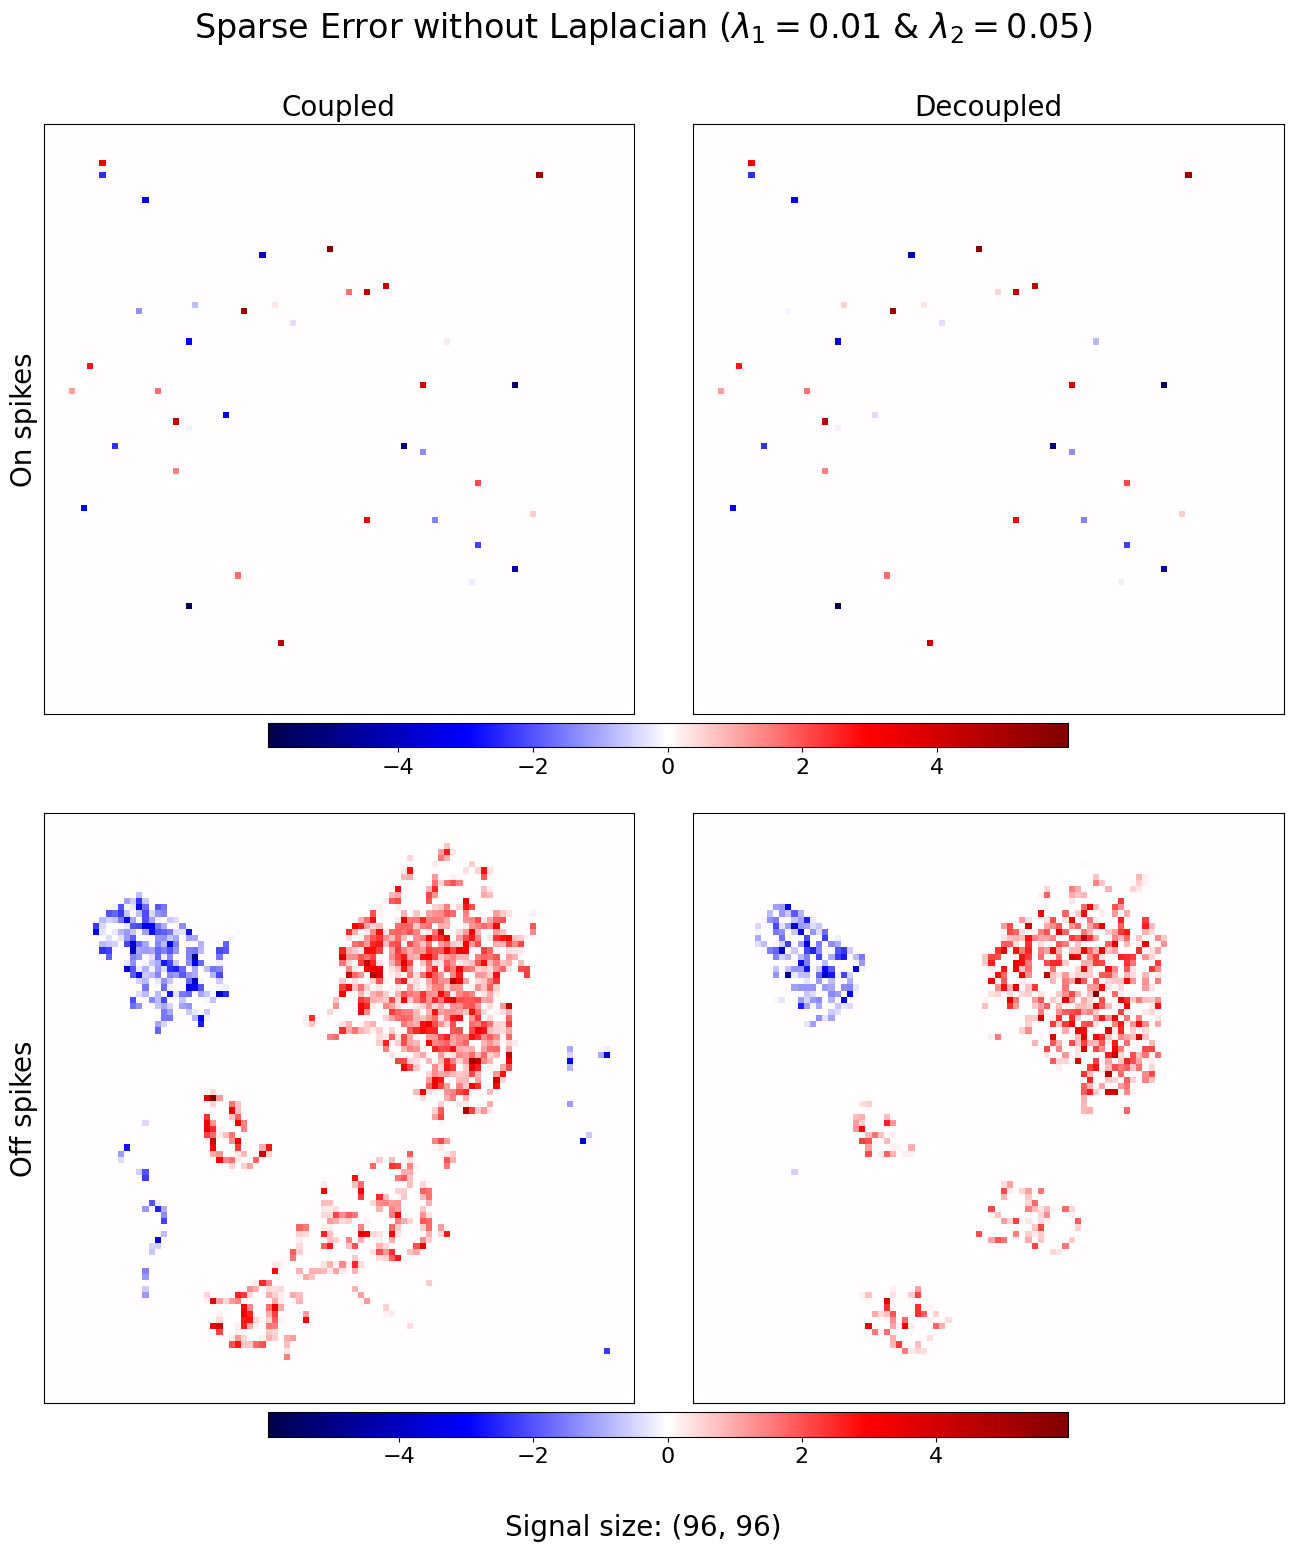 Sparse Error without Laplacian (λ₁ = 0.01 & λ₂ = 0.05)
Coupled Decoupled
On spikes
−4 −2 0 2 4
Off spikes
−4 −2 0 2 4
Signal size: (96, 96)